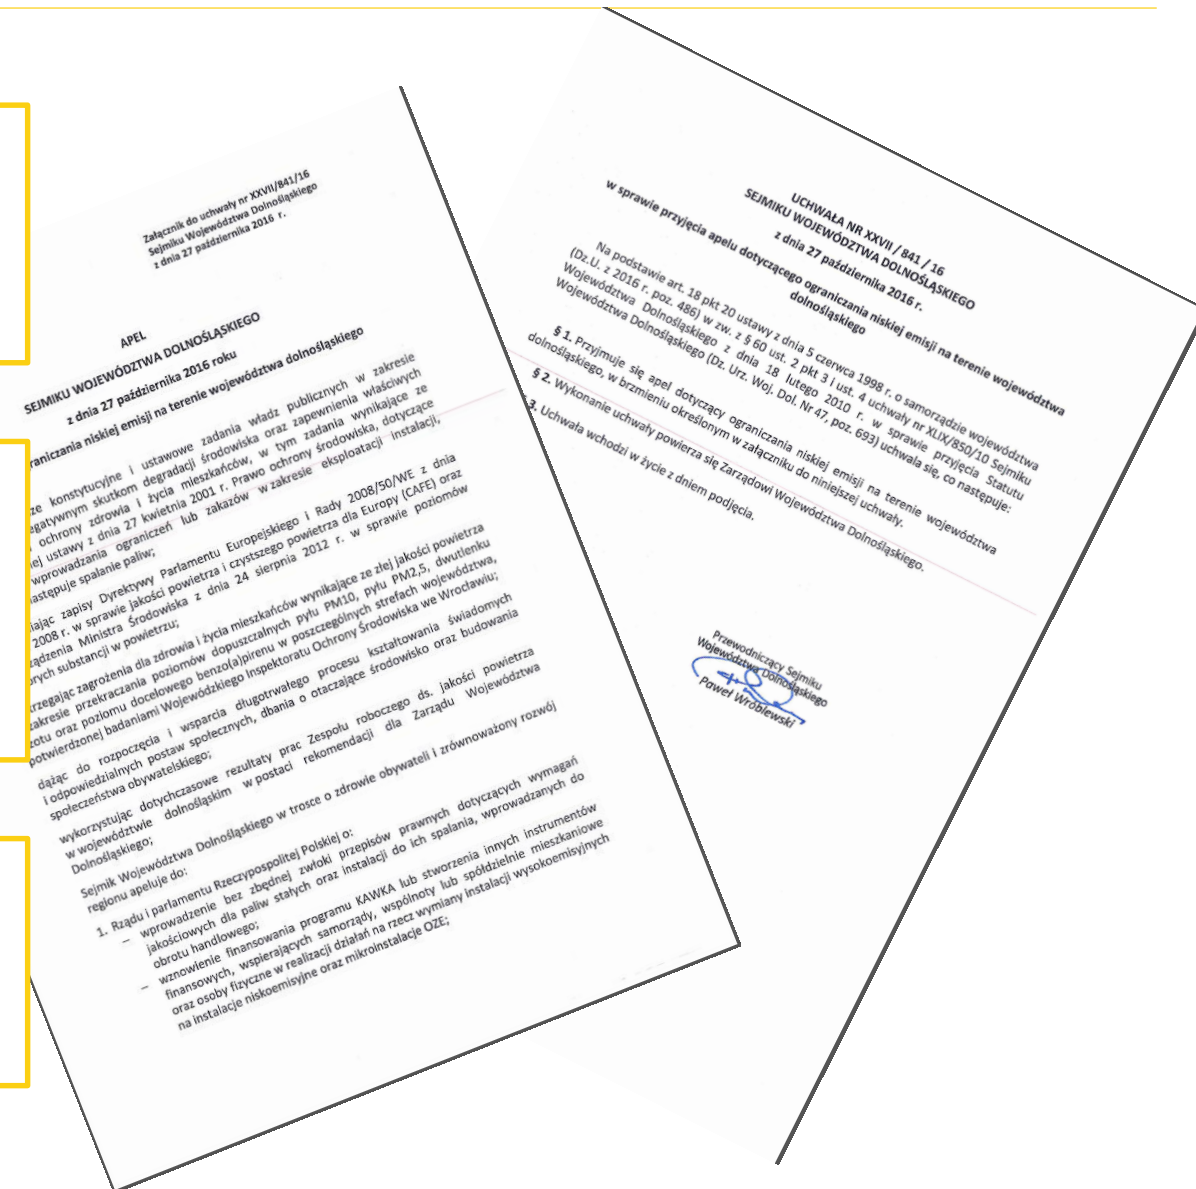 Załącznik do uchwały nr XXVII/841/16
Sejmiku Województwa Dolnośląskiego
z dnia 27 października 2016 r.
APEL
SEJMIKU WOJEWÓDZTWA DOLNOŚLĄSKIEGO
z dnia 27 października 2016 roku
niskiej emisji na terenie województwa dolnośląskiego
konstytucyjne i ustawowe zadania władz publicznych w zakresie
skutkom degradacji środowiska oraz zapewnienia właściwych
ochrony zdrowia i życia mieszkańców, w tym zadania wynikające ze
ustawy z dnia 27 kwietnia 2001 r. Prawo ochrony środowiska, dotyczące
wprowadzania ograniczeń lub zakazów w zakresie eksploatacji instalacji,
następuje spalanie paliw;
zapisy Dyrektywy Parlamentu Europejskiego i Rady 2008/50/WE z dnia
2008 r. w sprawie jakości powietrza i czystszego powietrza dla Europy (CAFE) oraz
Ministra Środowiska z dnia 24 sierpnia 2012 r. w sprawie poziomów
substancji w powietrzu;
zagrożenia dla zdrowia i życia mieszkańców wynikające ze złej jakości powietrza
zakresie przekraczania poziomów dopuszczalnych pyłu PM10, pyłu PM2,5, dwutlenku
oraz poziomu docelowego benzo(a)pirenu w poszczególnych strefach województwa,
potwierdzonej badaniami Wojewódzkiego Inspektoratu Ochrony Środowiska we Wrocławiu;
dążąc do rozpoczęcia i wsparcia długotrwałego procesu kształtowania świadomych
i odpowiedzialnych postaw społecznych, dbania o otaczające środowisko oraz budowania
społeczeństwa obywatelskiego;
wykorzystując dotychczasowe rezultaty prac Zespołu roboczego ds. jakości powietrza
w województwie dolnośląskim w postaci rekomendacji dla Zarządu Województwa
Dolnośląskiego;
Sejmik Województwa Dolnośląskiego w trosce o zdrowie obywateli i zrównoważony rozwój
regionu apeluje do:
1. Rządu i parlamentu Rzeczypospolitej Polskiej o:
– wprowadzenie bez zbędnej zwłoki przepisów prawnych dotyczących wymagań
jakościowych dla paliw stałych oraz instalacji do ich spalania, wprowadzanych do
obrotu handlowego;
– wznowienie finansowania programu KAWKA lub stworzenia innych instrumentów
finansowych, wspierających samorządy, wspólnoty lub spółdzielnie mieszkaniowe
oraz osoby fizyczne w realizacji działań na rzecz wymiany instalacji wysokoemisyjnych
na instalacje niskoemisyjne oraz mikroinstalacje OZE;
UCHWAŁA NR XXVII / 841 / 16
SEJMIKU WOJEWÓDZTWA DOLNOŚLĄSKIEGO
z dnia 27 października 2016 r.
w sprawie przyjęcia apelu dotyczącego ograniczania niskiej emisji na terenie województwa
dolnośląskiego
Na podstawie art. 18 pkt 20 ustawy z dnia 5 czerwca 1998 r. o samorządzie województwa
(Dz.U. z 2016 r. poz. 486) w zw. z § 60 ust. 2 pkt 3 i ust. 4 uchwały nr XLIX/850/10 Sejmiku
Województwa Dolnośląskiego z dnia 18 lutego 2010 r. w sprawie przyjęcia Statutu
Województwa Dolnośląskiego (Dz. Urz. Woj. Dol. Nr 47, poz. 693) uchwala się, co następuje:
§ 1. Przyjmuje się apel dotyczący ograniczania niskiej emisji na terenie województwa
dolnośląskiego, w brzmieniu określonym w załączniku do niniejszej uchwały.
§ 2. Wykonanie uchwały powierza się Zarządowi Województwa Dolnośląskiego.
3. Uchwała wchodzi w życie z dniem podjęcia.
Przewodniczący Sejmiku
Województwa Dolnośląskiego
Paweł Wróblewski